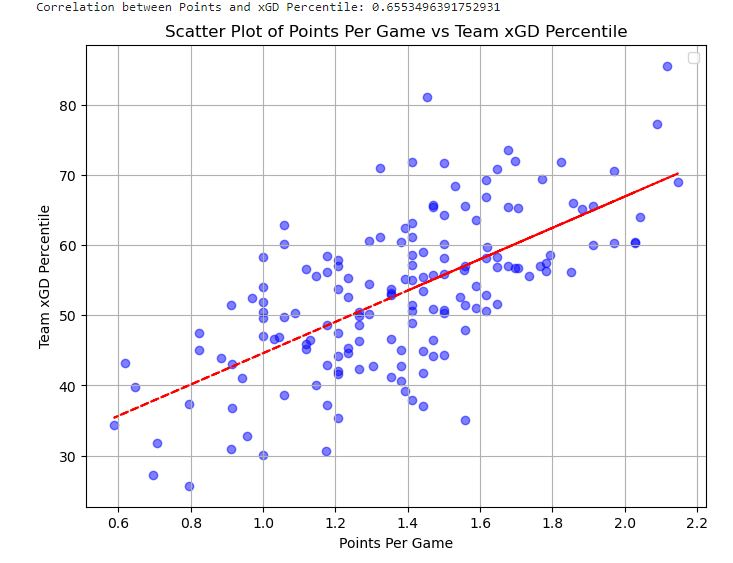 Correlation between Points and xGD Percentile: 0.6553496391752931
Scatter Plot of Points Per Game vs Team xGD Percentile
80
70
60
50
40
30
Team xGD Percentile
0.6 0.8 1.0 1.2 1.4 1.6 1.8 2.0 2.2
Points Per Game